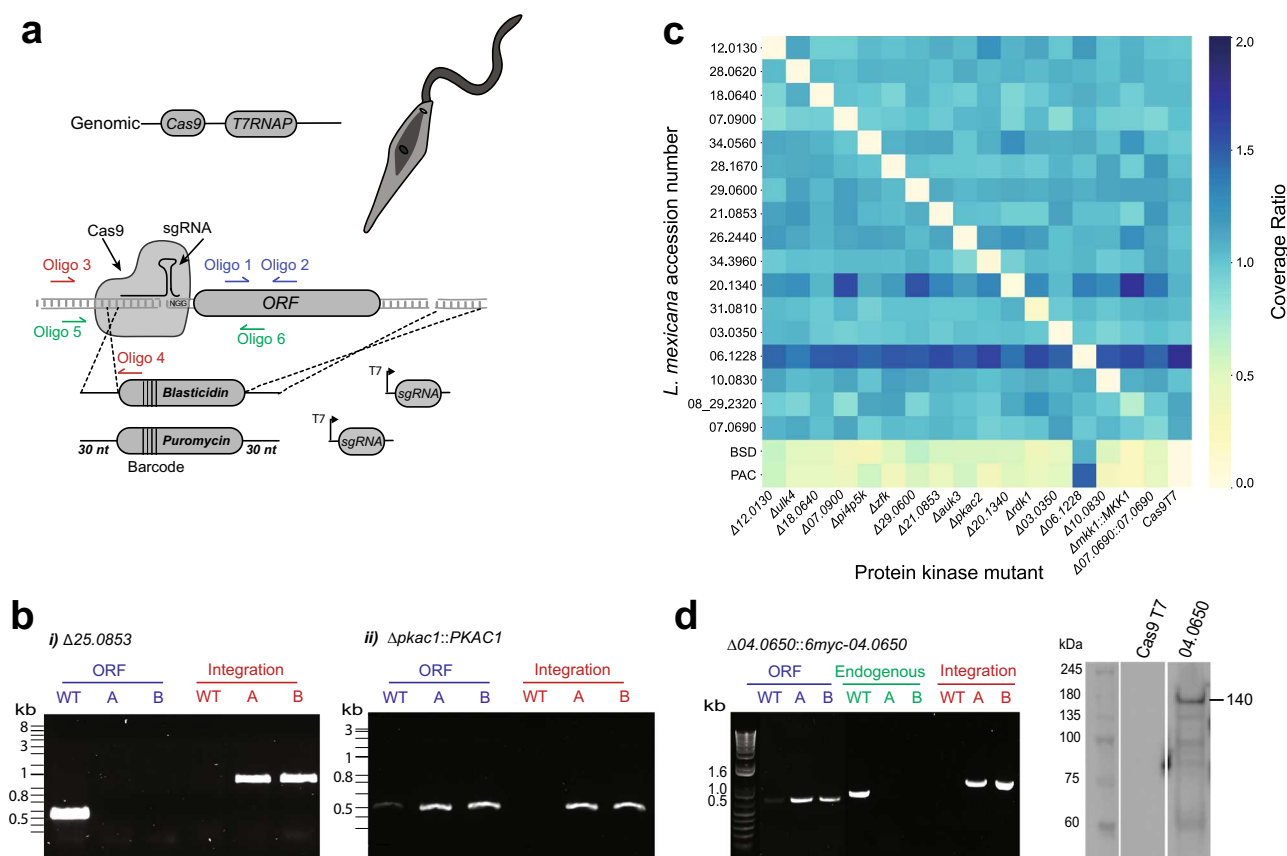 a
Genomic
Cas9
T7RNAP
Cas9
sgRNA
Oligo 3
Oligo 1
Oligo 2
NGG
ORF
Oligo 5
Oligo 6
Oligo 4
Blasticidin
T7
sgRNA
T7
sgRNA
30 nt
Puromycin
30 nt
Barcode
c
L. mexicana accession number
12.0130
28.0620
18.0640
07.0900
34.0560
28.1670
29.0600
21.0853
26.2440
34.3960
20.1340
31.0810
03.0350
06.1228
10.0830
08_29.2320
07.0690
BSD
PAC
Δ12.0130
Δulk4
Δ18.0640
Δ07.0900
Δpi4p5k
Δzfk
Δ29.0600
Δ21.0853
Δauk3
Δpkac2
Δ20.1340
Δrdk1
Δ03.0350
Δ06.1228
Δ10.0830
Δmkk1::MKK1
Δ07.0690::07.0690
Cas9T7
Protein kinase mutant
2.0
1.5
1.0
0.5
0.0
Coverage Ratio
b
i) Δ25.0853
ORF
Integration
WT A B WT A B
kb
8
3
1
0.8
0.5
ii) Δpkac1::PKAC1
ORF
Integration
WT A B WT A B
kb
3
1
0.8
0.5
d
Δ04.0650::6myc-04.0650
ORF
Endogenous
Integration
WT A B WT A B WT A B
kb
1.6
1.0
0.5
Cas9 T7
04.0650
kDa
245
180
135
100
75
60
140